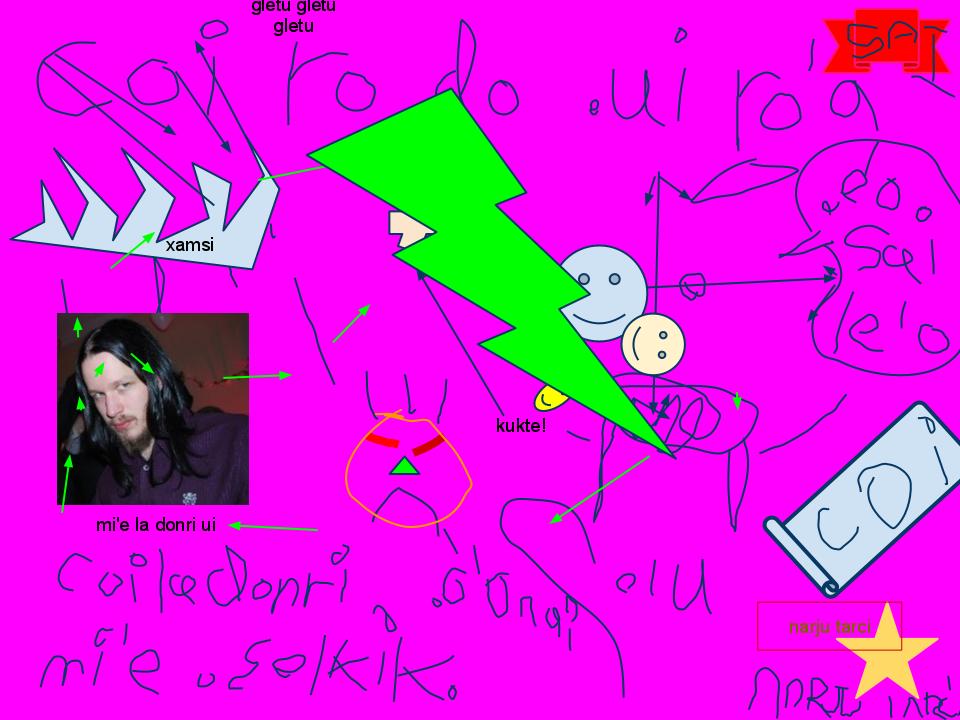 gletu gletu
gletu
coi ro do .ui ro'a
SAI
.e'o.
sai
le'o
xamsi
kukte!
coi
mi'e la donri ui
coi la donri
.o'onai
mi'e .selkik.
narju tarci